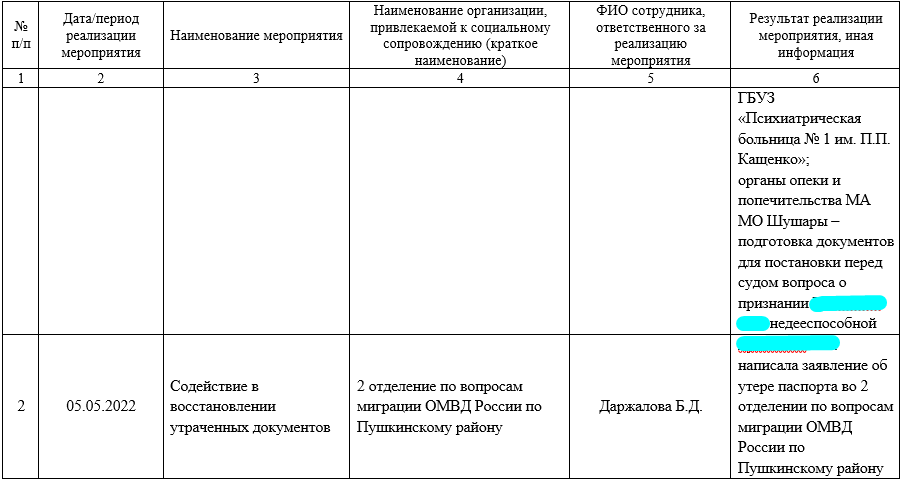 №
п/п
Дата/период
реализации
мероприятия
Наименование мероприятия
Наименование организации,
привлекаемой к социальному
сопровождению (краткое
наименование)
ФИО сотрудника,
ответственного за
реализацию
мероприятия
Результат реализации
мероприятия, иная
информация
1
2
3
4
5
6
ГБУЗ
«Психиатрическая
больница № 1 им. П.П.
Кащенко»;
органы опеки и
попечительства МА
МО Шушары –
подготовка документов
для постановки перед
судом вопроса о
признании
недееспособной
2
05.05.2022
Содействие в
восстановлении
утраченных документов
2 отделение по вопросам
миграции ОМВД России по
Пушкинскому району
Даржалова Б.Д.
написала заявление об
утере паспорта во 2
отделении по вопросам
миграции ОМВД
России по
Пушкинскому району